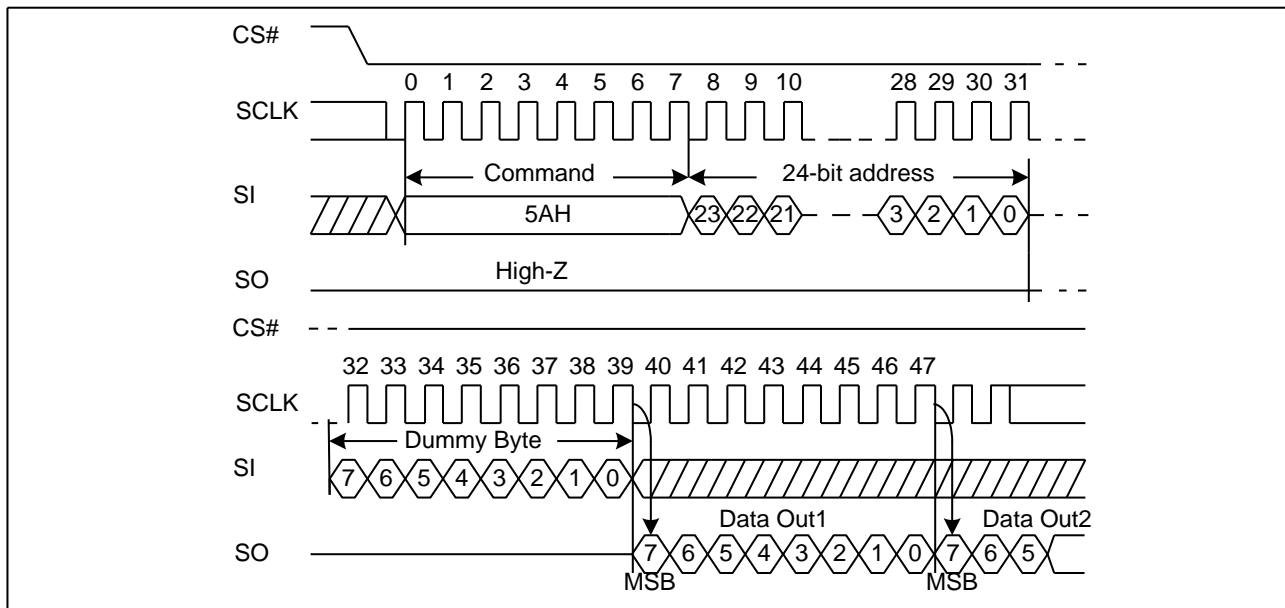 CS#
0 1 2 3 4 5 6 7 8 9 10 28 29 30 31
SCLK
Command 24-bit address
SI
5AH 23 22 21 3 2 1 0
High-Z
SO
CS#
32 33 34 35 36 37 38 39 40 41 42 43 44 45 46 47
SCLK
Dummy Byte
SI
7 6 5 4 3 2 1 0
Data Out1 Data Out2
SO
7 6 5 4 3 2 1 0 7 6 5
MSB MSB